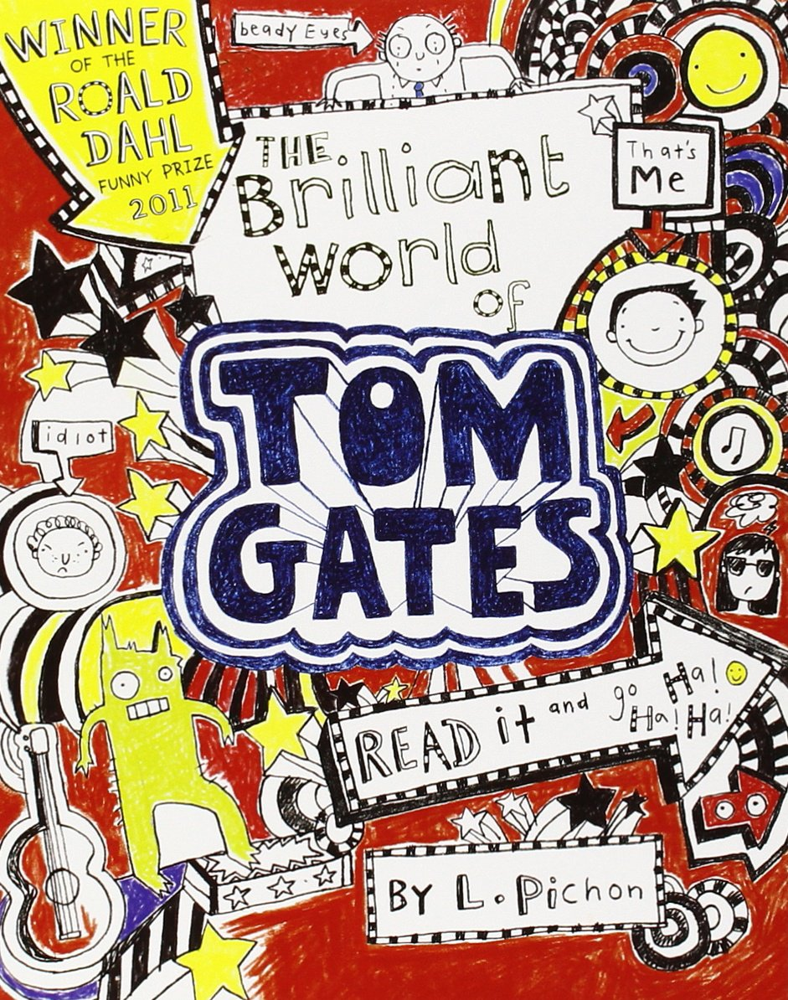 WINNER
OF THE
ROALD
DAHL
FUNNY PRIZE
2011
beady Eyes
THE
Brilliant
World
of
That's
Me
TOM
GATES
idiot
READ it and go Ha!
Ha! Ha!
BY L. Pichon